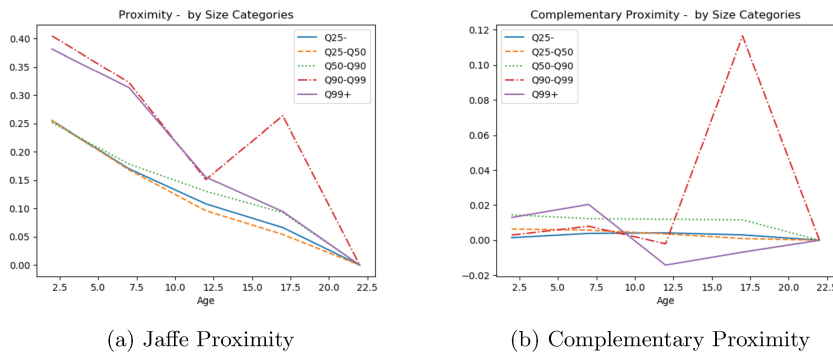 Proximity - by Size Categories
0.40
0.35
0.30
0.25
0.20
0.15
0.10
0.05
0.00
Q25-
Q25-Q50
Q50-Q90
Q90-Q99
Q99+
2.5 5.0 7.5 10.0 12.5 15.0 17.5 20.0 22.5
Age
(a) Jaffe Proximity
Complementary Proximity - by Size Categories
0.12
0.10
0.08
0.06
0.04
0.02
0.00
−0.02
Q25-
Q25-Q50
Q50-Q90
Q90-Q99
Q99+
2.5 5.0 7.5 10.0 12.5 15.0 17.5 20.0 22.5
Age
(b) Complementary Proximity